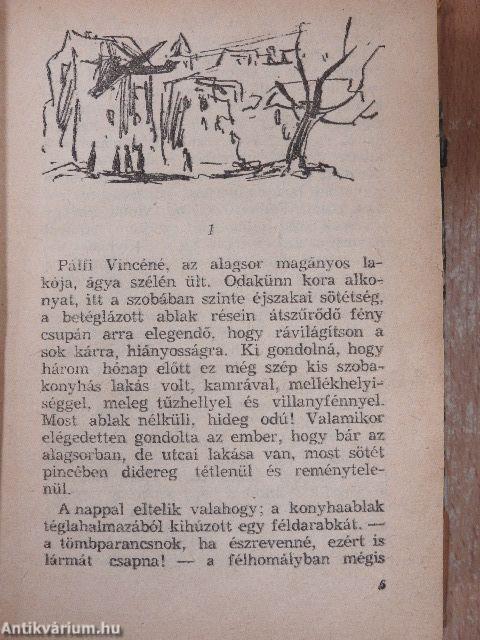 1
Pálfi Vincéné, az alagsor magányos la-
kója, ágya szélén ült. Odakünn kora alko-
nyat, itt a szobában szinte éjszakai sötétség,
a betéglázott ablak résein átszűrődő fény
csupán arra elegendő, hogy rávilágítson a
sok kárra, hiányosságra. Ki gondolná, hogy
három hónap előtt ez még szép kis szoba-
konyhás lakás volt, kamrával, mellékhelyi-
séggel, meleg tűzhellyel és villanyfénnyel.
Most ablak nélküli, hideg odú! Valamikor
elégedetten gondolta az ember, hogy bár az
alagsorban, de utcai lakása van, most sötét
pincében didereg tétlenül és reménytele-
nül.
A nappal eltelik valahogy; a konyhaablak
téglahalmazából kihúzott egy féldarabkát. —
a tömbparancsnok, ha észrevenné, ezért is
lármát csapna! — a félhomályban mégis
5
Antikvárium.hu